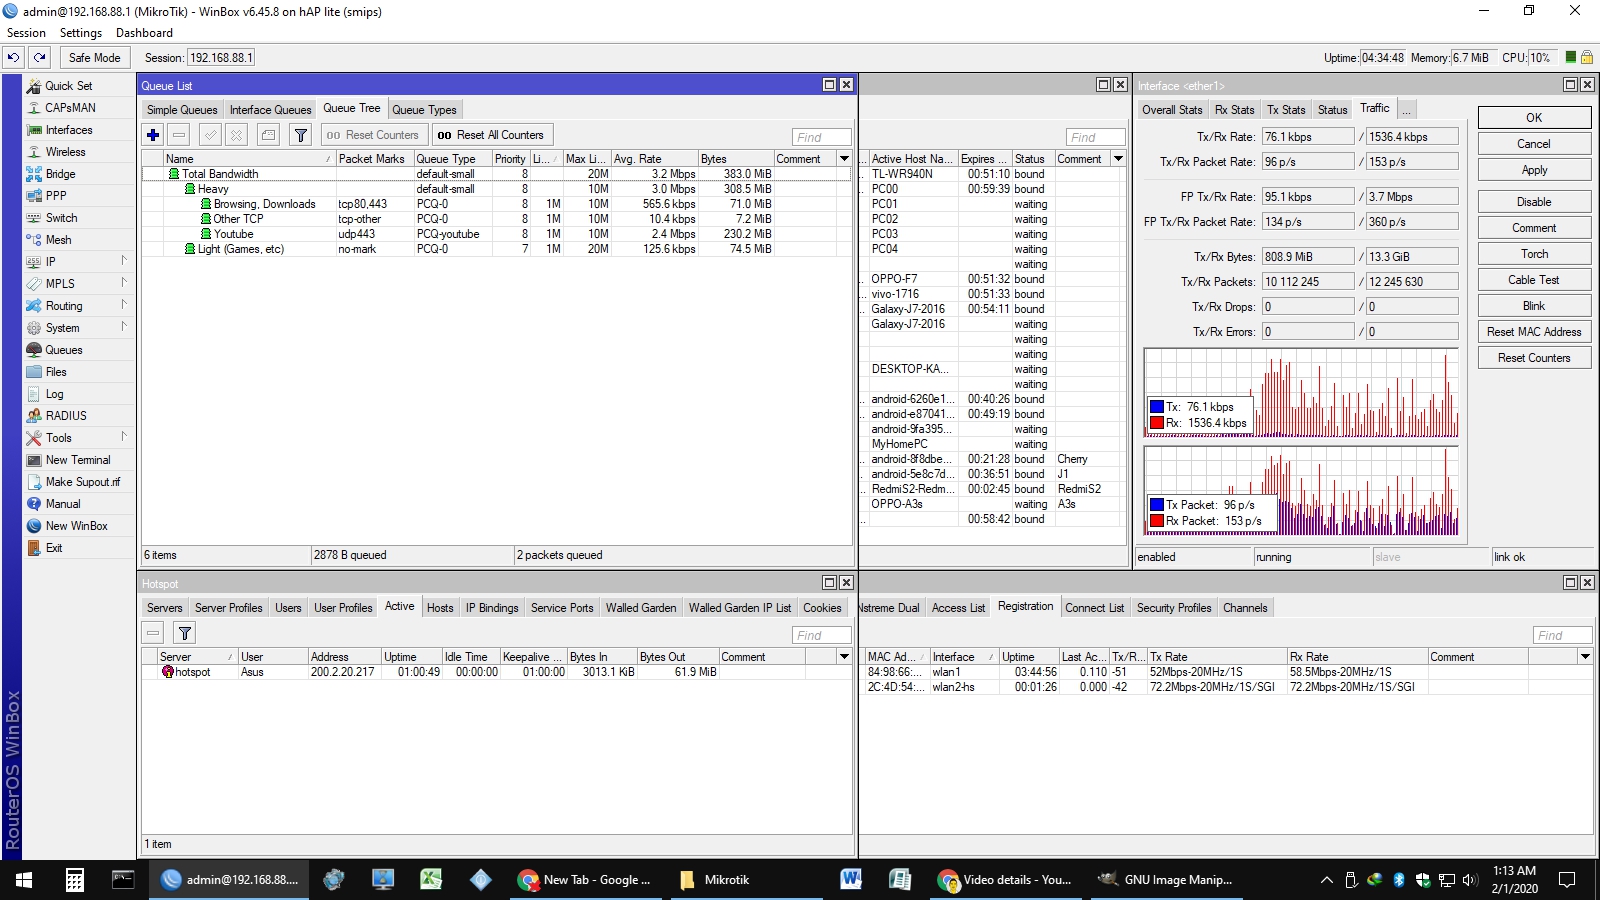 admin@192.168.88.1 (MikroTik) - WinBox v6.45.8 on hAP lite (smips)
Session Settings Dashboard
Safe Mode Session: 192.168.88.1 Uptime: 04:34:48 Memory: 6.7 MiB CPU: 10%
Quick Set
CAPsMAN
Interfaces
Wireless
Bridge
PPP
Switch
Mesh
IP
MPLS
Routing
System
Queues
Files
Log
RADIUS
Tools
New Terminal
Make Supout.rif
Manual
New WinBox
Exit
RouterOS WinBox
Queue List
Simple Queues Interface Queues Queue Tree Queue Types
Reset Counters Reset All Counters Find
Name Packet Marks Queue Type Priority Li... Max Li... Avg. Rate Bytes Comment
Total Bandwidth default-small 8 20M 3.2 Mbps 383.0 MiB
Heavy default-small 8 10M 3.0 Mbps 308.5 MiB
Browsing, Downloads tcp80,443 PCQ-0 8 1M 10M 565.6 kbps 71.0 MiB
Other TCP tcp-other PCQ-0 8 1M 10M 10.4 kbps 7.2 MiB
Youtube udp443 PCQ-youtube 8 1M 10M 2.4 Mbps 230.2 MiB
Light (Games, etc) no-mark PCQ-0 7 1M 20M 125.6 kbps 74.5 MiB
6 items 2878 B queued 2 packets queued
Find
... Active Host Na... Expires ... Status Comment
TL-WR940N 00:51:10 bound
PC00 00:59:39 bound
PC01 waiting
PC02 waiting
PC03 waiting
PC04 waiting
waiting
OPPO-F7 00:51:32 bound
vivo-1716 00:51:33 bound
Galaxy-J7-2016 00:54:11 bound
Galaxy-J7-2016 waiting
waiting
waiting
DESKTOP-KA... waiting
waiting
android-6260e1... 00:40:26 bound
android-e87041... 00:49:19 bound
android-9fa395... waiting
MyHomePC waiting
android-8f8dbe... 00:21:28 bound Cherry
android-5e8c7d... 00:36:51 bound J1
RedmiS2-Redm... 00:02:45 bound RedmiS2
OPPO-A3s waiting A3s
00:58:42 bound
Interface <ether1>
Overall Stats Rx Stats Tx Stats Status Traffic ...
Tx/Rx Rate: 76.1 kbps / 1536.4 kbps
Tx/Rx Packet Rate: 96 p/s / 153 p/s
FP Tx/Rx Rate: 95.1 kbps / 3.7 Mbps
FP Tx/Rx Packet Rate: 134 p/s / 360 p/s
Tx/Rx Bytes: 808.9 MiB / 13.3 GiB
Tx/Rx Packets: 10 112 245 / 12 245 630
Tx/Rx Drops: 0 / 0
Tx/Rx Errors: 0 / 0
Tx: 76.1 kbps
Rx: 1536.4 kbps
Tx Packet: 96 p/s
Rx Packet: 153 p/s
enabled running slave link ok
OK
Cancel
Apply
Disable
Comment
Torch
Cable Test
Blink
Reset MAC Address
Reset Counters
Hotspot
Servers Server Profiles Users User Profiles Active Hosts IP Bindings Service Ports Walled Garden Walled Garden IP List Cookies
Find
Server User Address Uptime Idle Time Keepalive ... Bytes In Bytes Out Comment
hotspot Asus 200.2.20.217 01:00:49 00:00:00 01:00:00 3013.1 KiB 61.9 MiB
1 item
Nstreme Dual Access List Registration Connect List Security Profiles Channels
Find
MAC Ad... Interface Uptime Last Ac... Tx/R... Tx Rate Rx Rate Comment
84:98:66:... wlan1 03:44:56 0.110 -51 52Mbps-20MHz/1S 58.5Mbps-20MHz/1S
2C:4D:54:... wlan2-hs 00:01:26 0.000 -42 72.2Mbps-20MHz/1S/SGI 72.2Mbps-20MHz/1S/SGI
admin@192.168.88.... New Tab - Google ... Mikrotik Video details - You... GNU Image Manip... 1:13 AM
2/1/2020